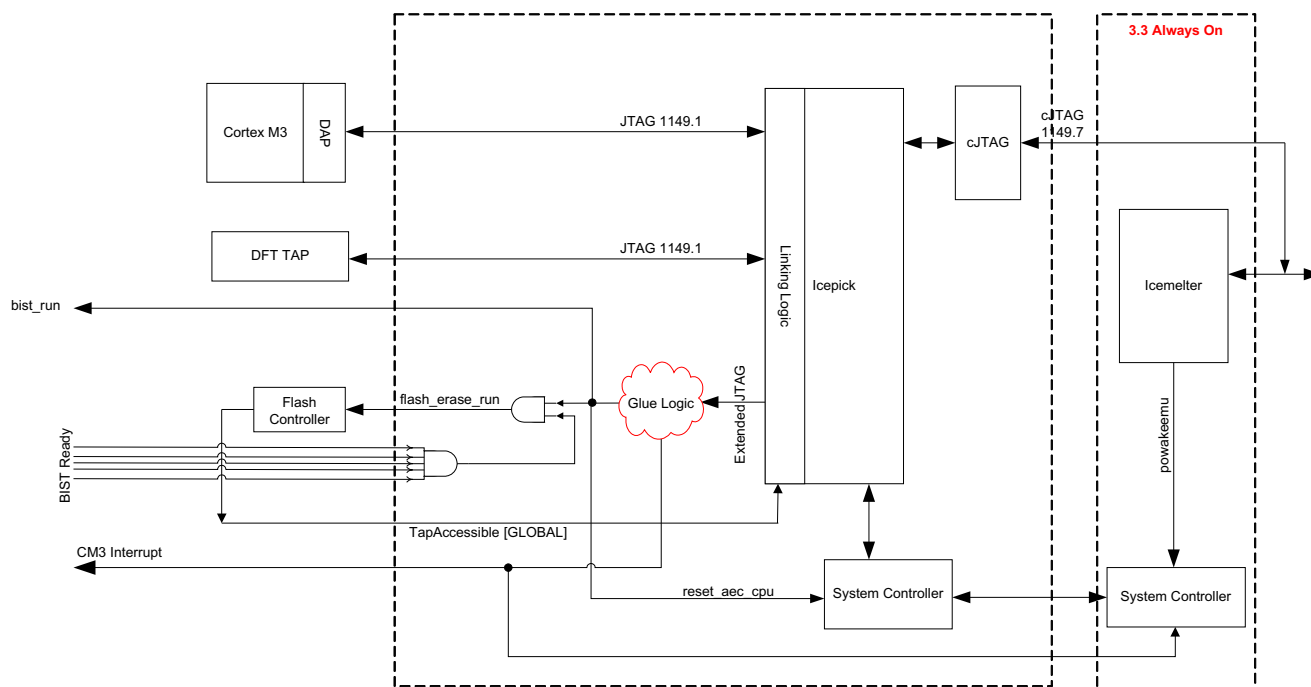 3.3 Always On
Cortex M3
DAP
JTAG 1149.1
cJTAG
cJTAG
1149.7
DFT TAP
JTAG 1149.1
Linking Logic
Icepick
Icemelter
bist_run
Flash
Controller
flash_erase_run
Glue Logic
Extended JTAG
powakeemu
BIST Ready
TapAccessible [GLOBAL]
CM3 Interrupt
reset_aec_cpu
System Controller
System Controller